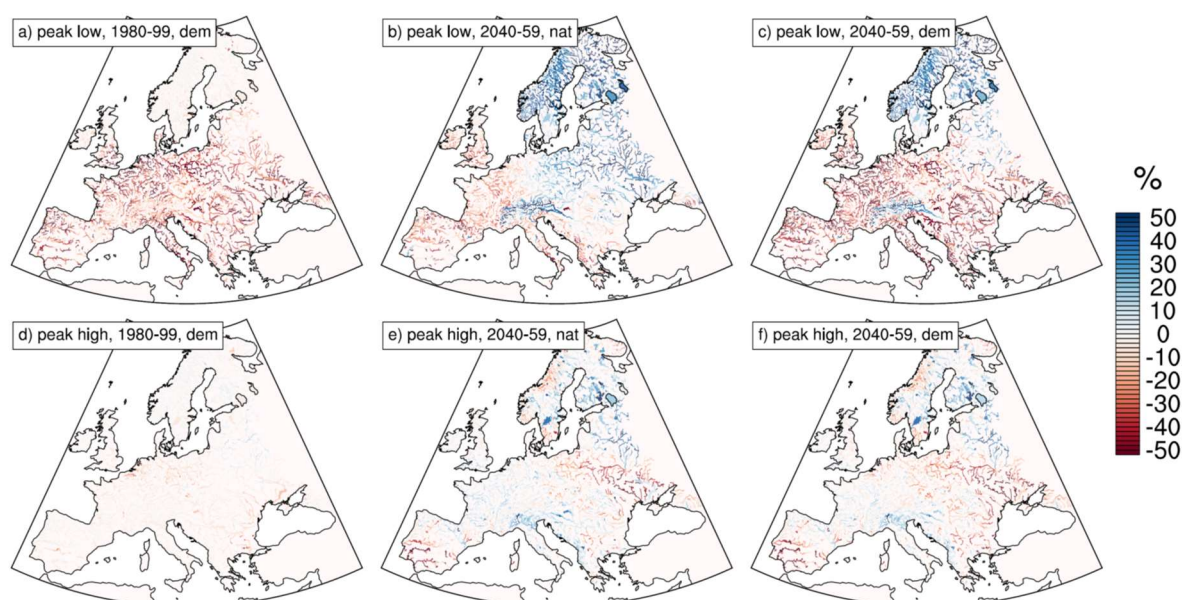 a) peak low, 1980-99, dem
b) peak low, 2040-59, nat
c) peak low, 2040-59, dem
%
50
40
30
20
10
0
-10
-20
-30
-40
-50
d) peak high, 1980-99, dem
e) peak high, 2040-59, nat
f) peak high, 2040-59, dem